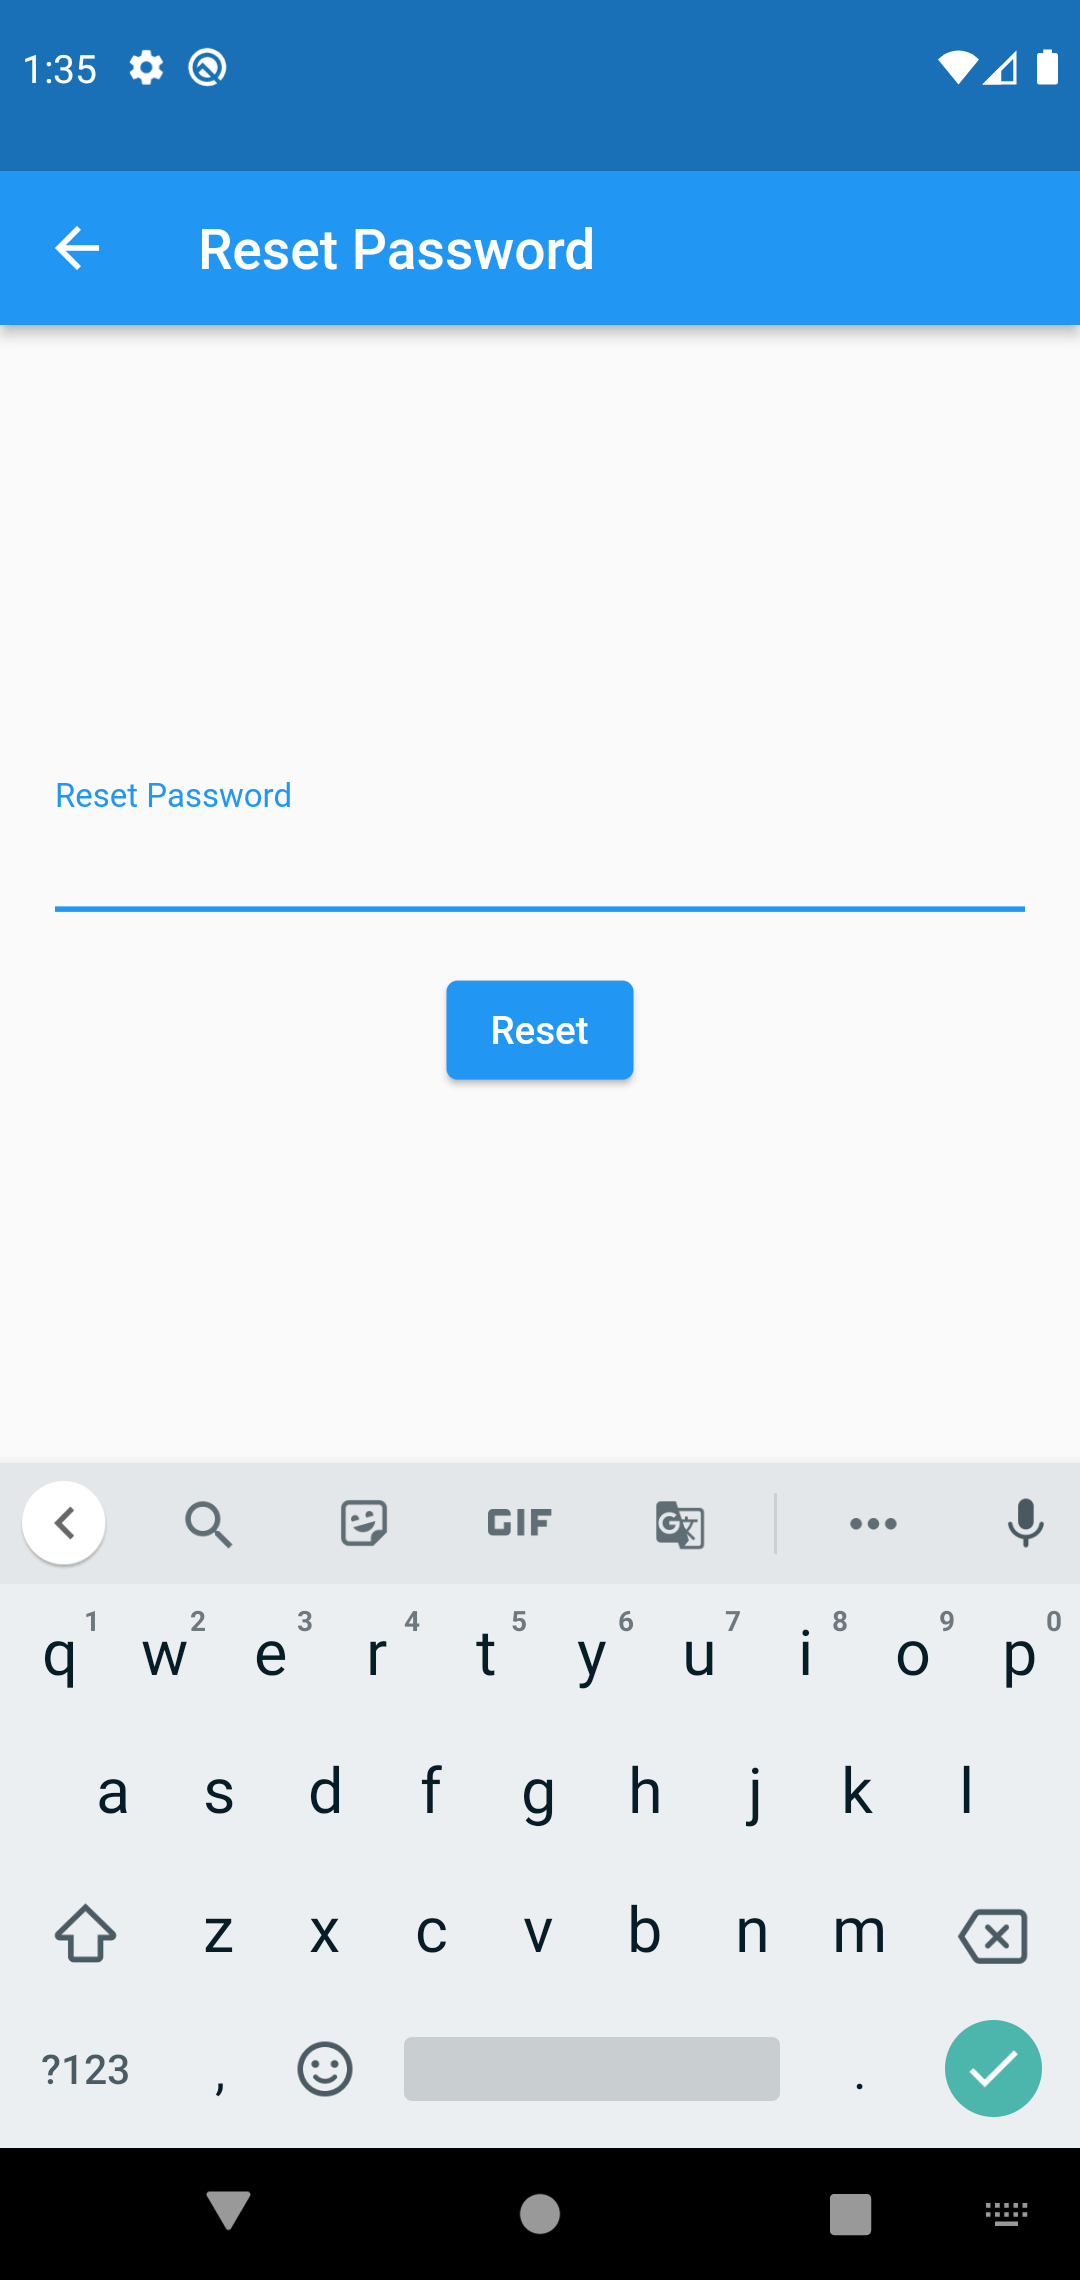 1:35
Reset Password
Reset Password
Reset
GIF
G
1 2 3 4 5 6 7 8 9 0
q w e r t y u i o p
a s d f g h j k l
z x c v b n m
?123 , .